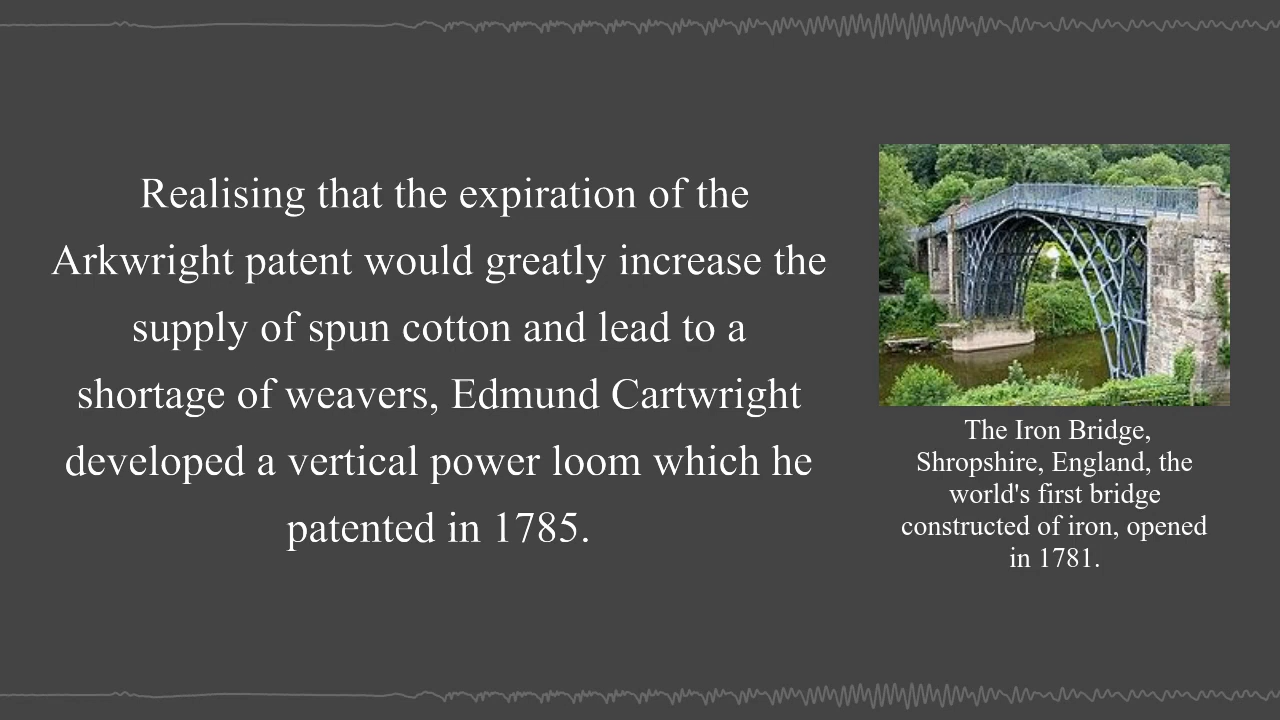 Realising that the expiration of the
Arkwright patent would greatly increase the
supply of spun cotton and lead to a
shortage of weavers, Edmund Cartwright
developed a vertical power loom which he
patented in 1785.
The Iron Bridge,
Shropshire, England, the
world's first bridge
constructed of iron, opened
in 1781.